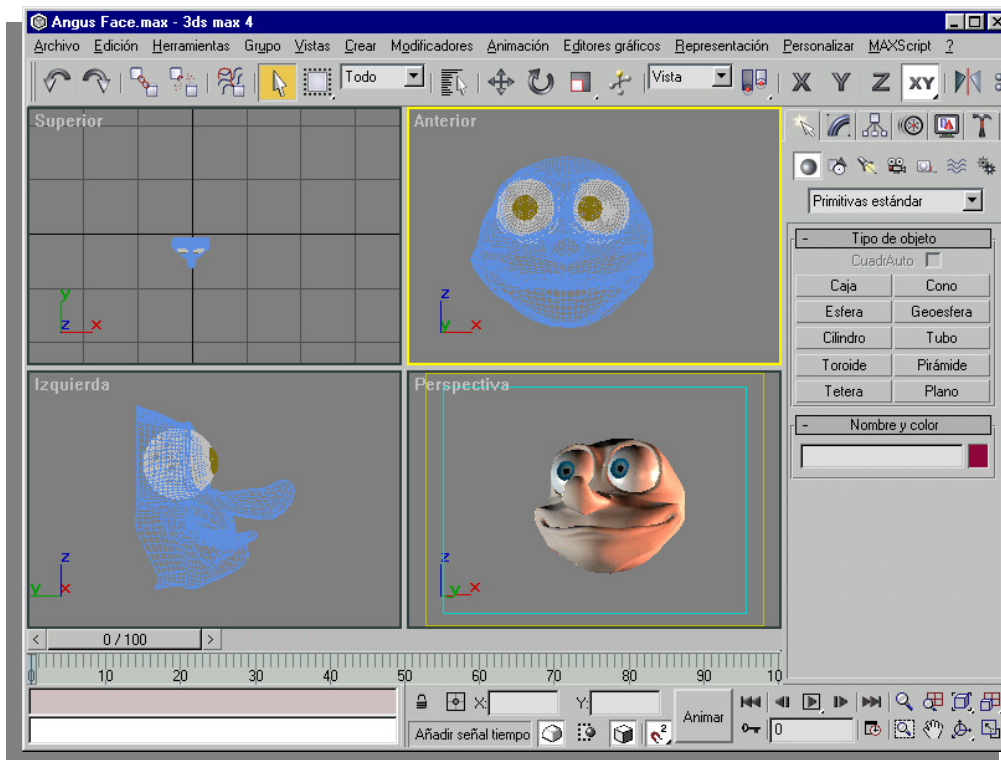 Angus Face.max - 3ds max 4
Archivo Edición Herramientas Grupo Vistas Crear Modificadores Animación Editores gráficos Representación Personalizar MAXScript ?
Todo Vista X Y Z XY
Superior
Anterior
y
z x
z
y x
Primitivas estándar
- Tipo de objeto
CuadrAuto
Caja Cono
Esfera Geoesfera
Cilindro Tubo
Toroide Pirámide
Tetera Plano
- Nombre y color
Izquierda
Perspectiva
z
y x
z
y x
< 0 / 100 >
0 10 20 30 40 50 60 70 80 90 10
X: Y:
Animar
0
Añadir señal tiempo
2